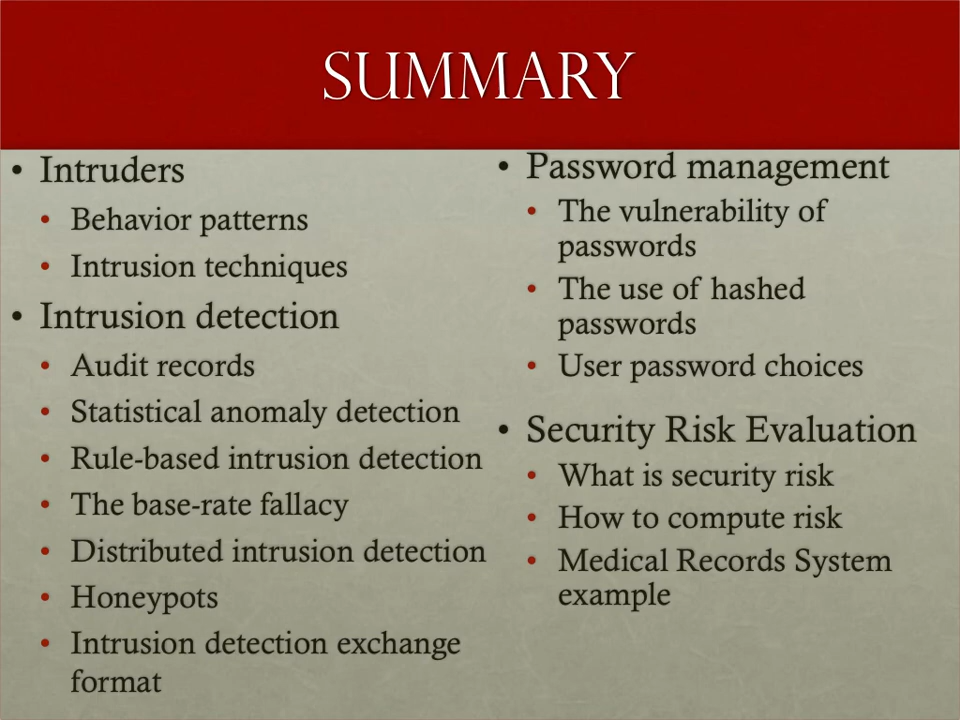 SUMMARY
• Intruders
• Behavior patterns
• Intrusion techniques
• Intrusion detection
• Audit records
• Statistical anomaly detection
• Rule-based intrusion detection
• The base-rate fallacy
• Distributed intrusion detection
• Honeypots
• Intrusion detection exchange
format
• Password management
• The vulnerability of
passwords
• The use of hashed
passwords
• User password choices
• Security Risk Evaluation
• What is security risk
• How to compute risk
• Medical Records System
example